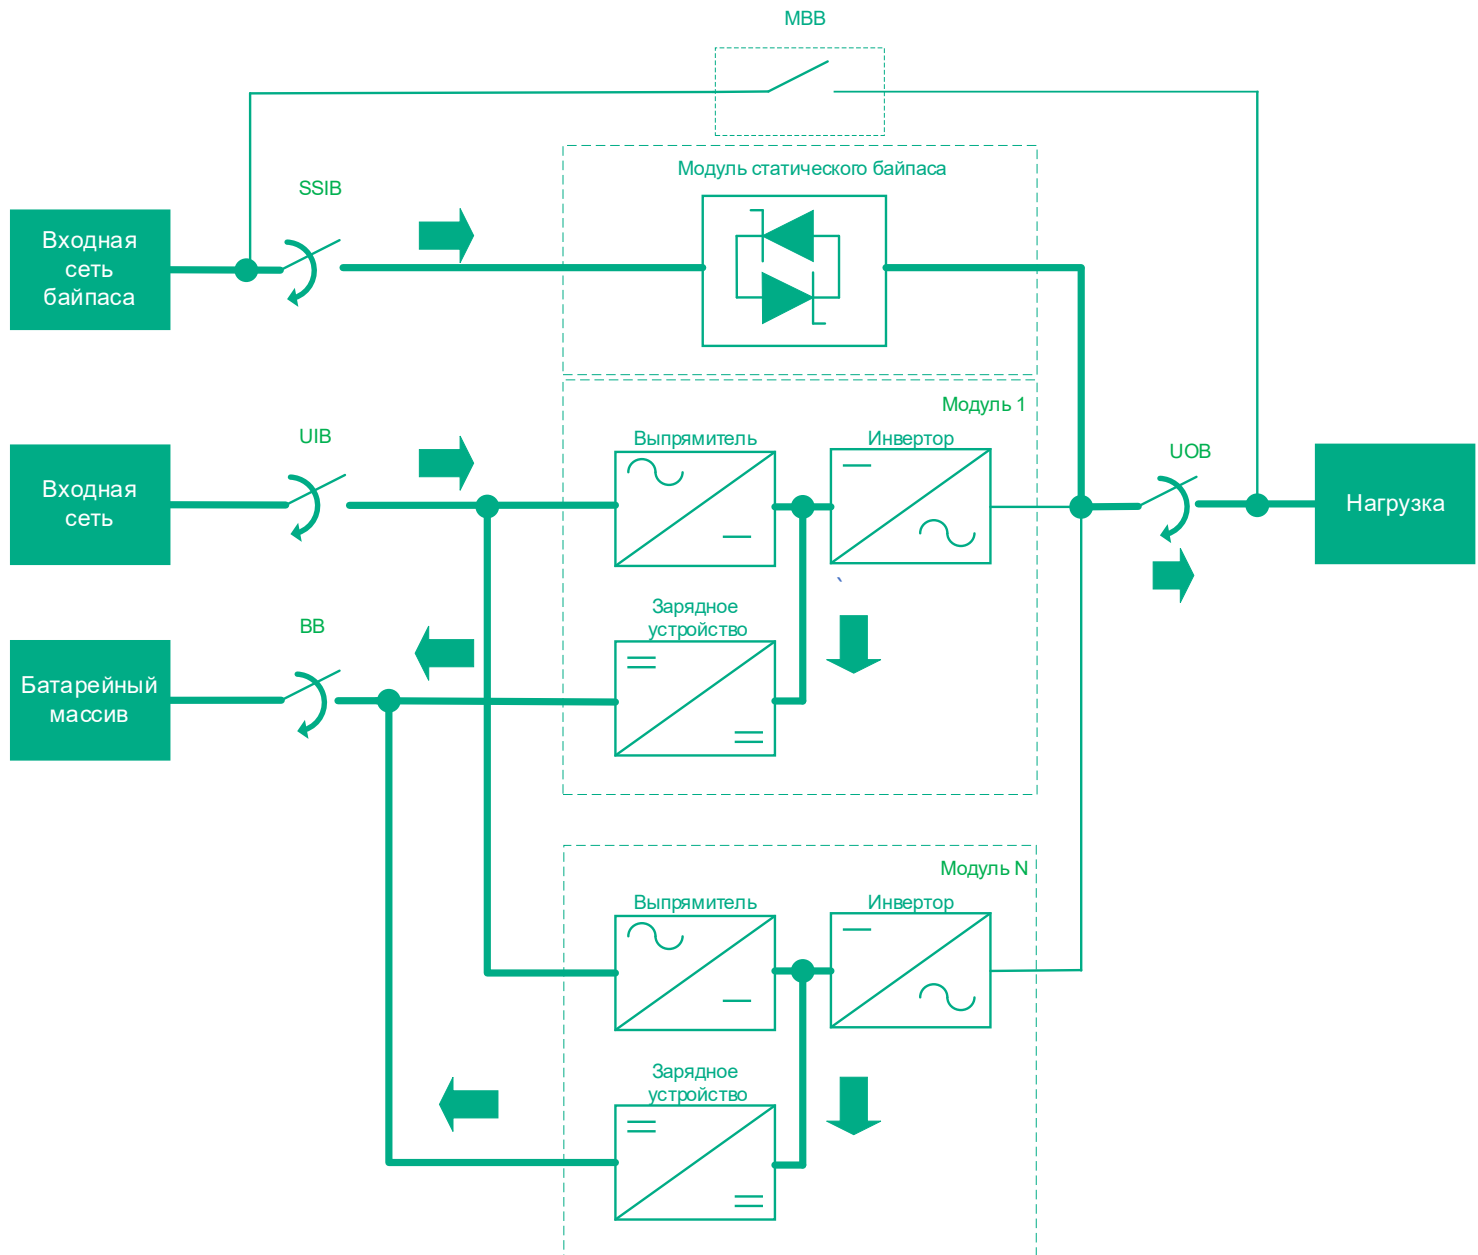 MBB
Модуль статического байпаса
SSIB
Входная
сеть
байпаса
Модуль 1
UIB
Выпрямитель
Инвертор
UOB
Входная
сеть
Нагрузка
`
Зарядное
устройство
BB
Батарейный
массив
Модуль N
Выпрямитель
Инвертор
Зарядное
устройство